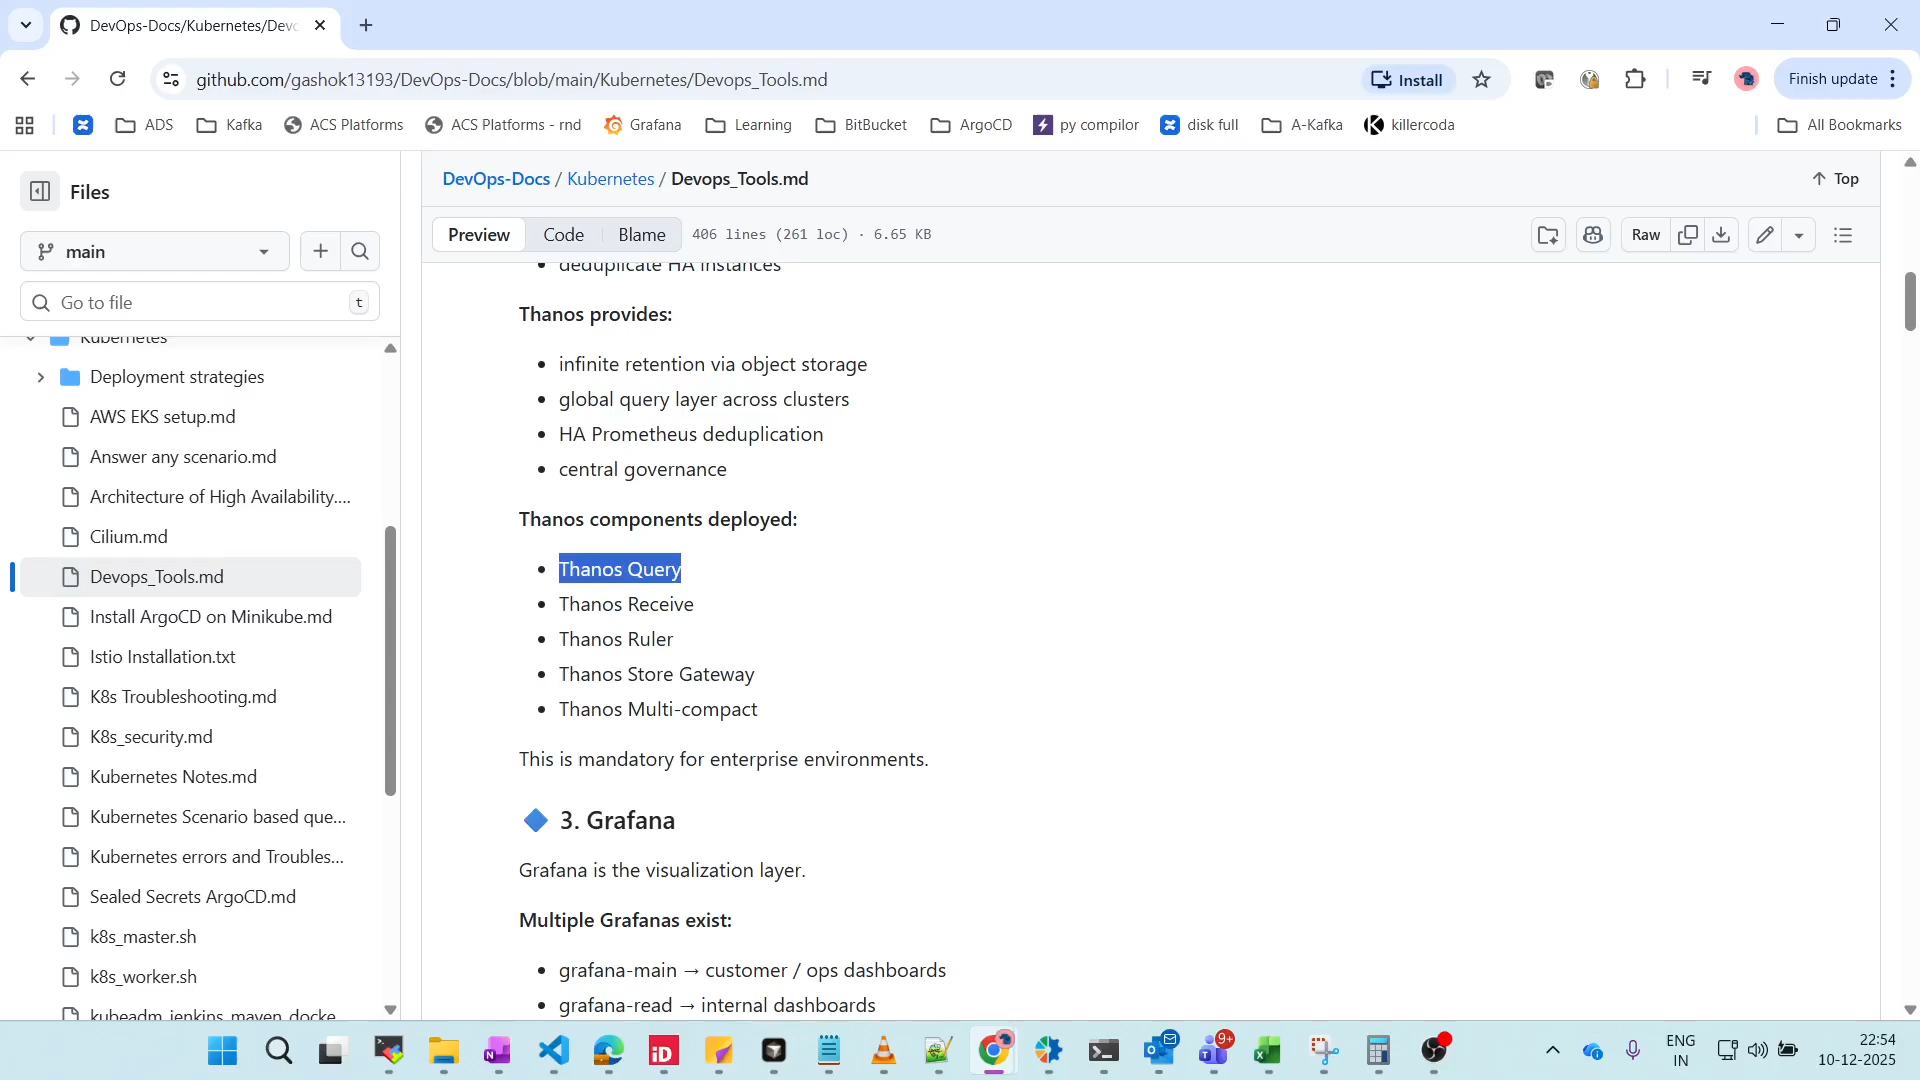 DevOps-Docs/Kubernetes/Devo
github.com/gashok13193/DevOps-Docs/blob/main/Kubernetes/Devops_Tools.md
Install
Finish update
ADS
Kafka
ACS Platforms
ACS Platforms - rnd
Grafana
Learning
BitBucket
ArgoCD
py compilor
disk full
A-Kafka
killercoda
All Bookmarks
Files
main
Go to file
t
Kubernetes
Deployment strategies
AWS EKS setup.md
Answer any scenario.md
Architecture of High Availability....
Cilium.md
Devops_Tools.md
Install ArgoCD on Minikube.md
Istio Installation.txt
K8s Troubleshooting.md
K8s_security.md
Kubernetes Notes.md
Kubernetes Scenario based que...
Kubernetes errors and Troubles...
Sealed Secrets ArgoCD.md
k8s_master.sh
k8s_worker.sh
kubeadm_jenkins_maven_docke...
DevOps-Docs / Kubernetes / Devops_Tools.md
Top
Preview
Code
Blame
406 lines (261 loc) · 6.65 KB
Raw
• deduplicate HA instances
Thanos provides:
• infinite retention via object storage
• global query layer across clusters
• HA Prometheus deduplication
• central governance
Thanos components deployed:
• Thanos Query
• Thanos Receive
• Thanos Ruler
• Thanos Store Gateway
• Thanos Multi-compact
This is mandatory for enterprise environments.
🔷 3. Grafana
Grafana is the visualization layer.
Multiple Grafanas exist:
• grafana-main → customer / ops dashboards
• grafana-read → internal dashboards
9+
ENG
IN
22:54
10-12-2025